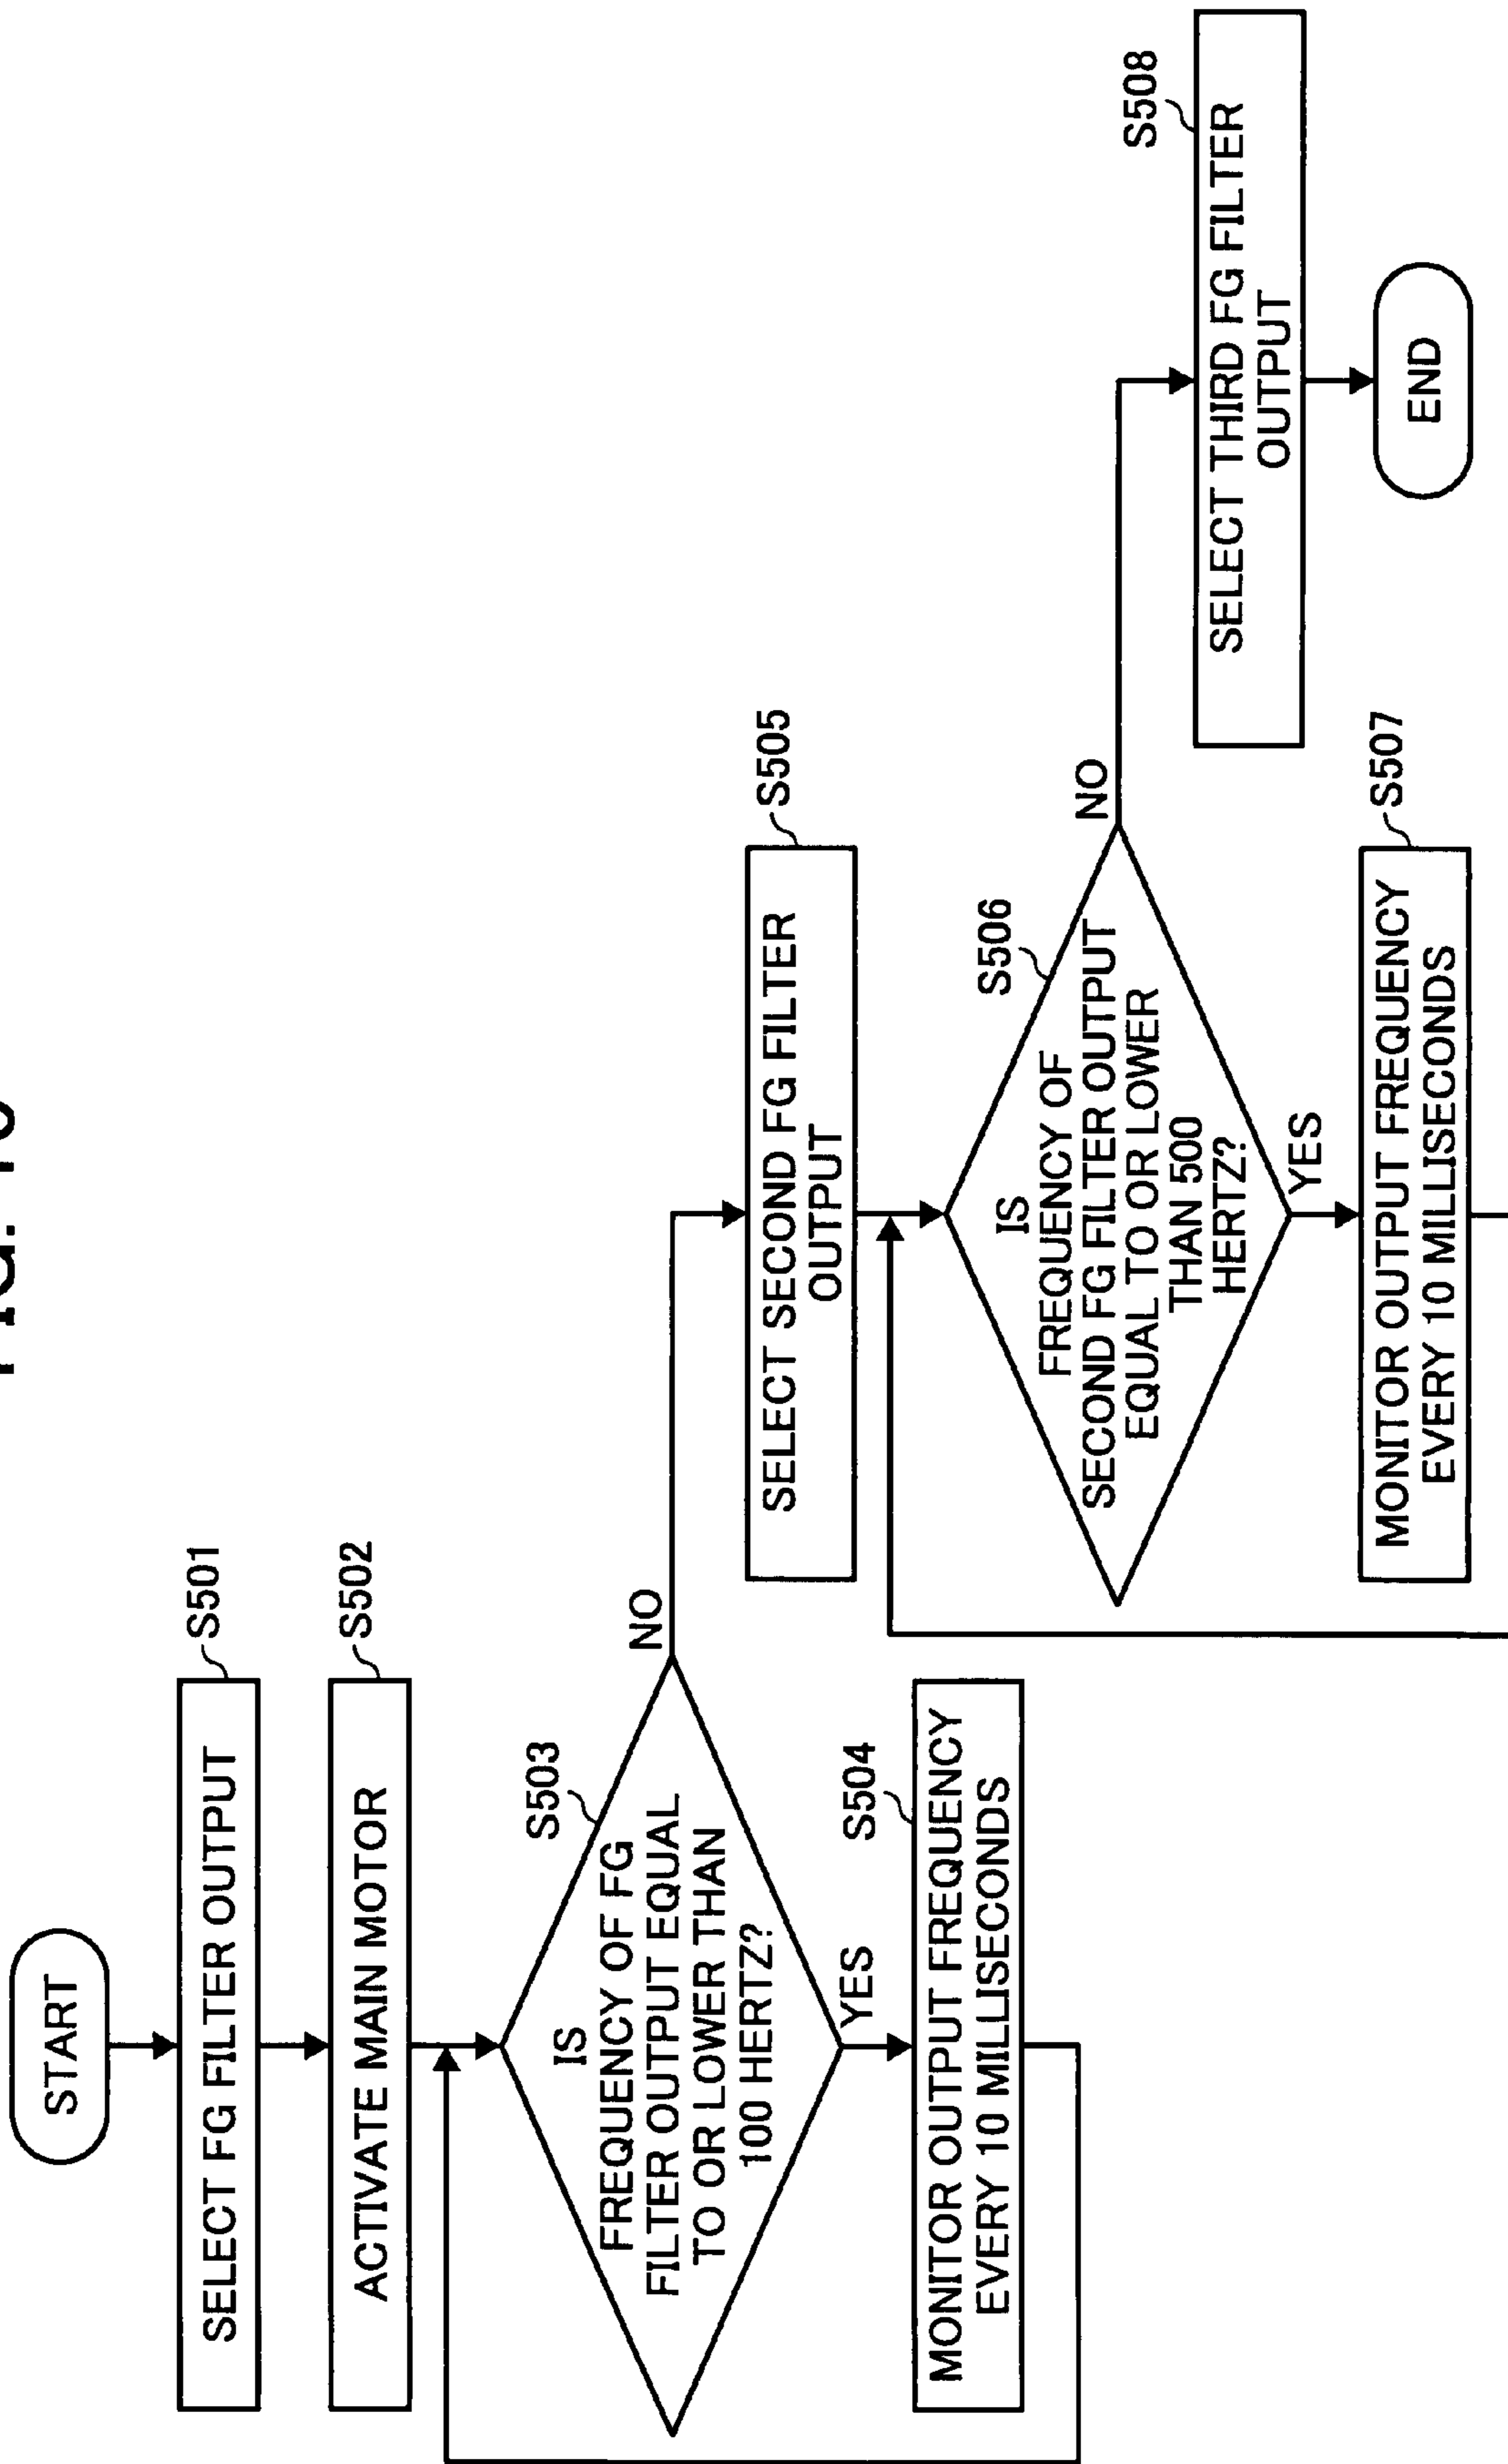 START
SELECT FG FILTER OUTPUT
S501
ACTIVATE MAIN MOTOR
S502
IS
FREQUENCY OF FG
FILTER OUTPUT EQUAL
TO OR LOWER THAN
100 HERTZ?
S503
NO
YES
MONITOR OUTPUT FREQUENCY
EVERY 10 MILLISECONDS
S504
SELECT SECOND FG FILTER
OUTPUT
S505
IS
FREQUENCY OF
SECOND FG FILTER OUTPUT
EQUAL TO OR LOWER
THAN 500
HERTZ?
S506
NO
YES
MONITOR OUTPUT FREQUENCY
EVERY 10 MILLISECONDS
S507
SELECT THIRD FG FILTER
OUTPUT
S508
END